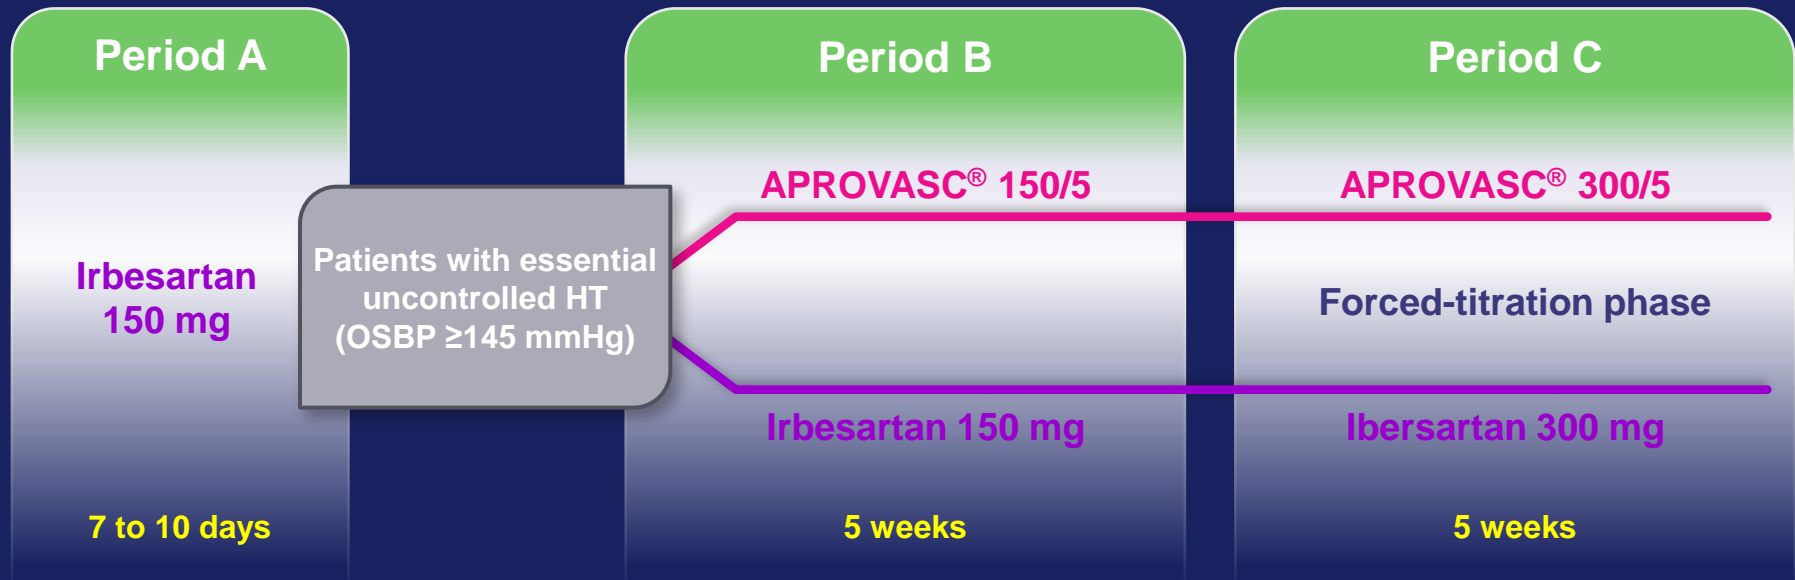 Period A
Period B
Period C
APROVASC® 150/5
APROVASC® 300/5
Irbesartan
150 mg
Patients with essential
uncontrolled HT
(OSBP ≥145 mmHg)
Forced-titration phase
Irbesartan 150 mg
Ibersartan 300 mg
7 to 10 days
5 weeks
5 weeks